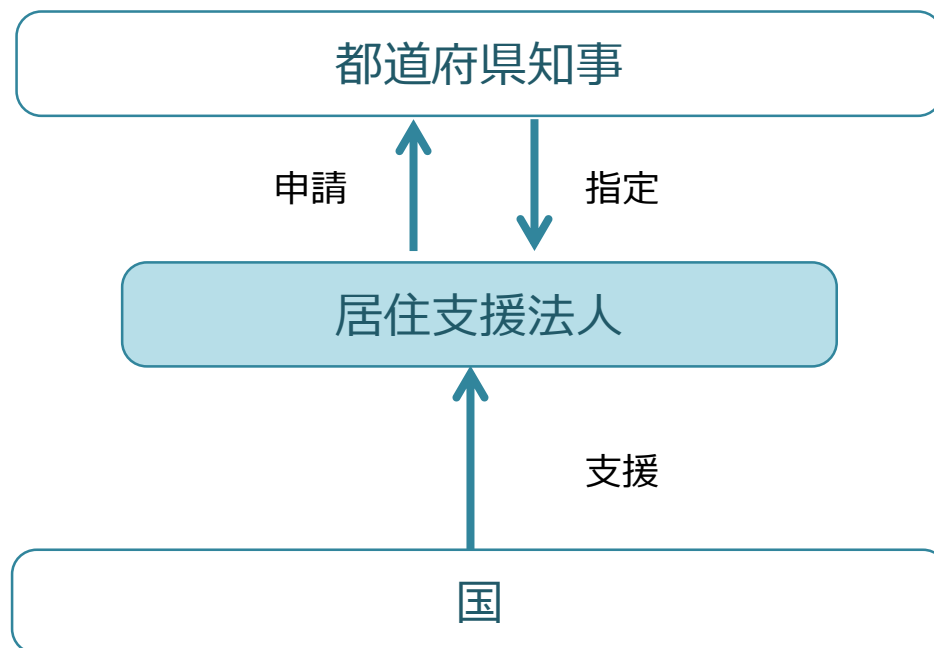 都道府県知事
申請
指定
居住支援法人
支援
国